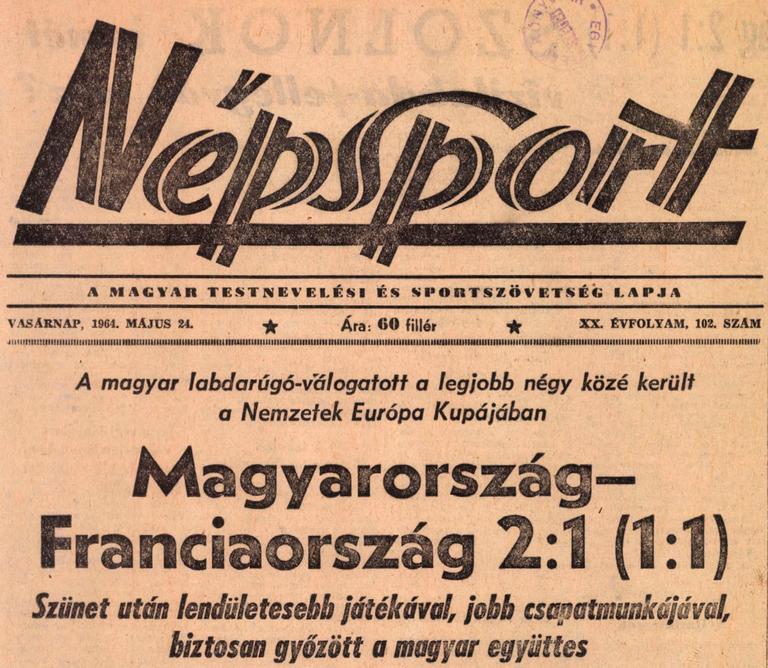 Népsport
A MAGYAR TESTNEVELÉSI ÉS SPORTSZÖVETSÉG LAPJA
VASÁRNAP, 1964. MÁJUS 24. ★ Ára: 60 fillér ★ XX. ÉVFOLYAM, 102. SZÁM
A magyar labdarúgó-válogatott a legjobb négy közé került
a Nemzetek Európa Kupájában
Magyarország–
Franciaország 2:1 (1:1)
Szünet után lendületesebb játékával, jobb csapatmunkájával,
biztosan győzött a magyar együttes